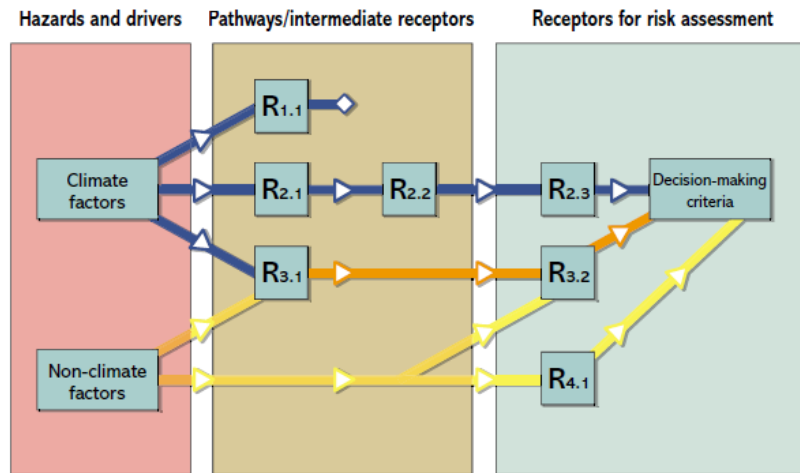 Hazards and drivers
Pathways/intermediate receptors
Receptors for risk assessment
R1.1
Climate
factors
R2.1
R2.2
R2.3
Decision-making
criteria
R3.1
R3.2
Non-climate
factors
R4.1